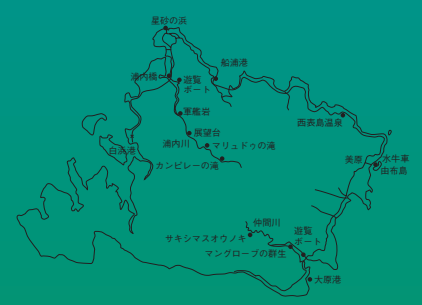 星砂の浜
船浦港
浦内橋
遊覧
ボート
軍艦岩
展望台
浦内川
マリュドゥの滝
カンビレーの滝
白浜港
西表島温泉
美原
水牛車
由布島
仲間川
サキシマスオウノキ
遊覧
ボート
マングローブの群生
大原港